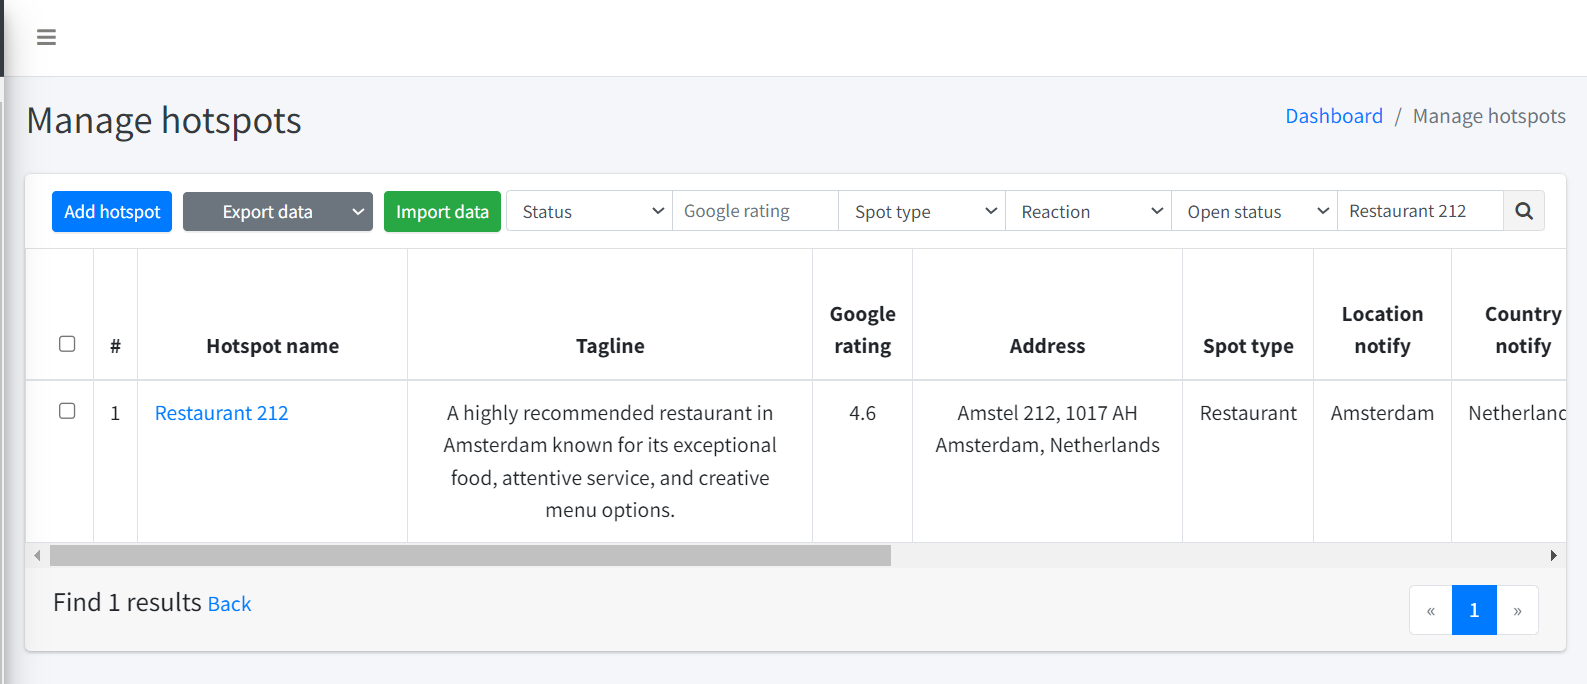 Manage hotspots
Dashboard / Manage hotspots
Add hotspot Export data Import data Status Google rating Spot type Reaction Open status Restaurant 212
# Hotspot name Tagline Google rating Address Spot type Location notify Country notify
1 Restaurant 212
A highly recommended restaurant in
Amsterdam known for its exceptional
food, attentive service, and creative
menu options.
4.6
Amstel 212, 1017 AH
Amsterdam, Netherlands
Restaurant
Amsterdam
Netherland
Find 1 results Back
« 1 »